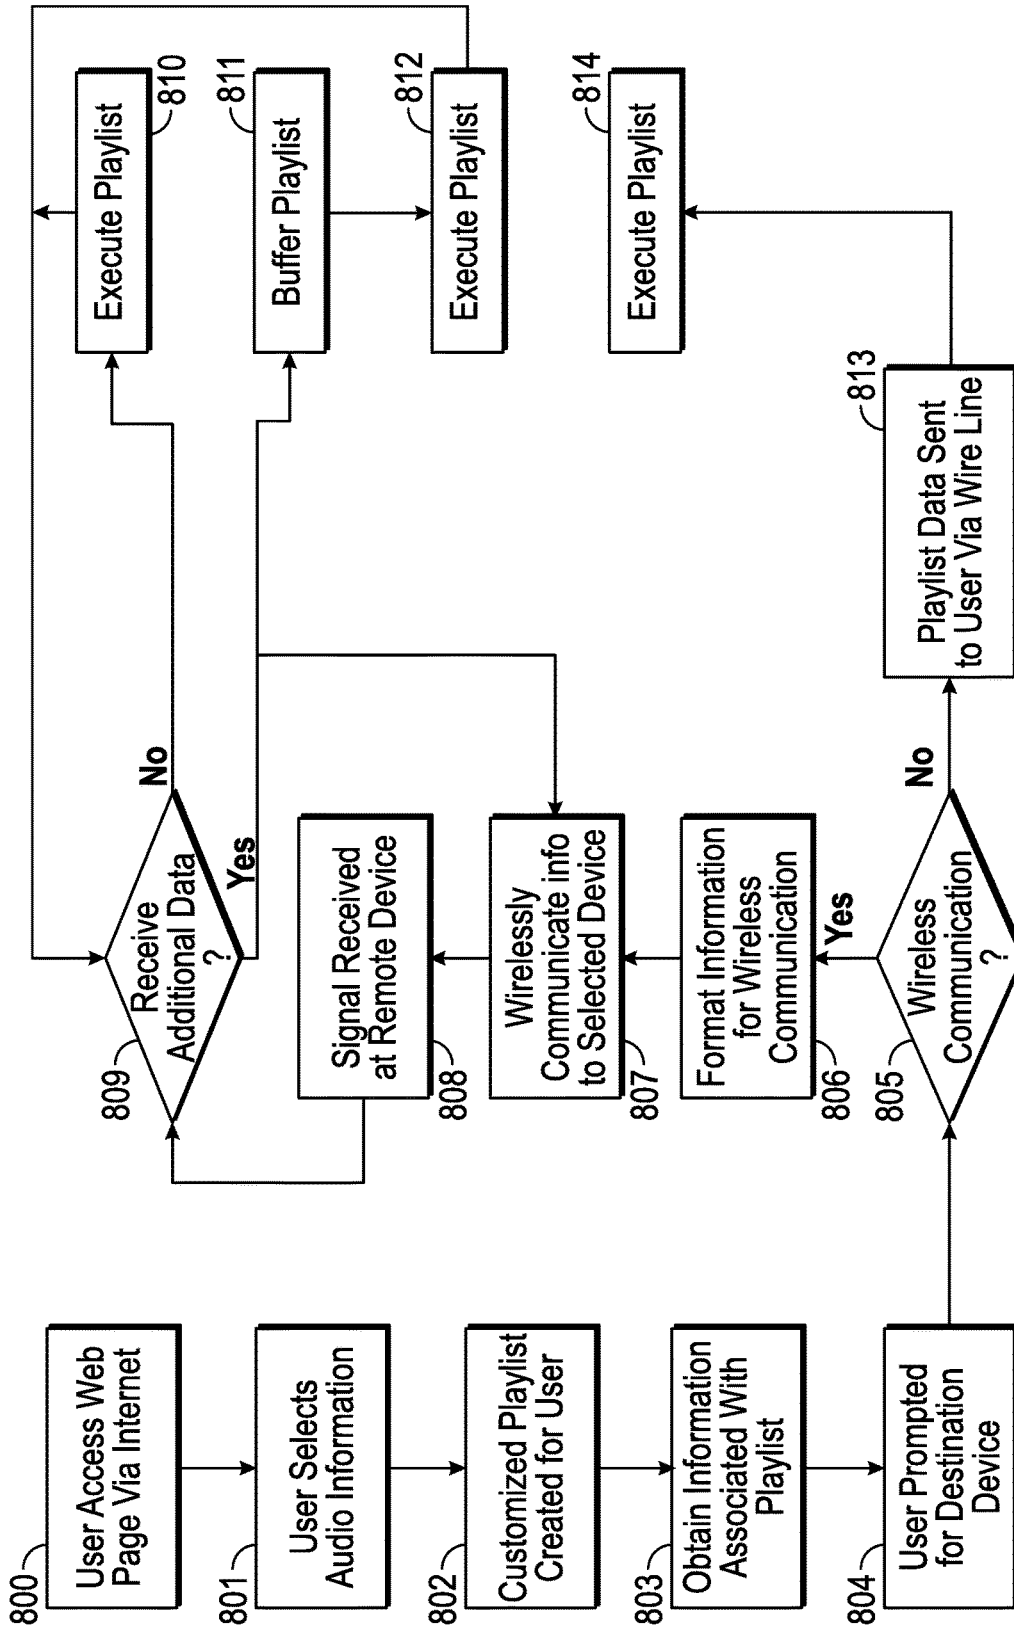 800
User Access Web
Page Via Internet
801
User Selects
Audio Information
802
Customized Playlist
Created for User
803
Obtain Information
Associated With
Playlist
804
User Prompted
for Destination
Device
805
Wireless
Communication
?
Yes
No
806
Format Information
for Wireless
Communication
807
Wirelessly
Communicate info
to Selected Device
808
Signal Received
at Remote Device
809
Receive
Additional Data
?
No
Yes
810
Execute Playlist
811
Buffer Playlist
812
Execute Playlist
813
Playlist Data Sent
to User Via Wire Line
814
Execute Playlist